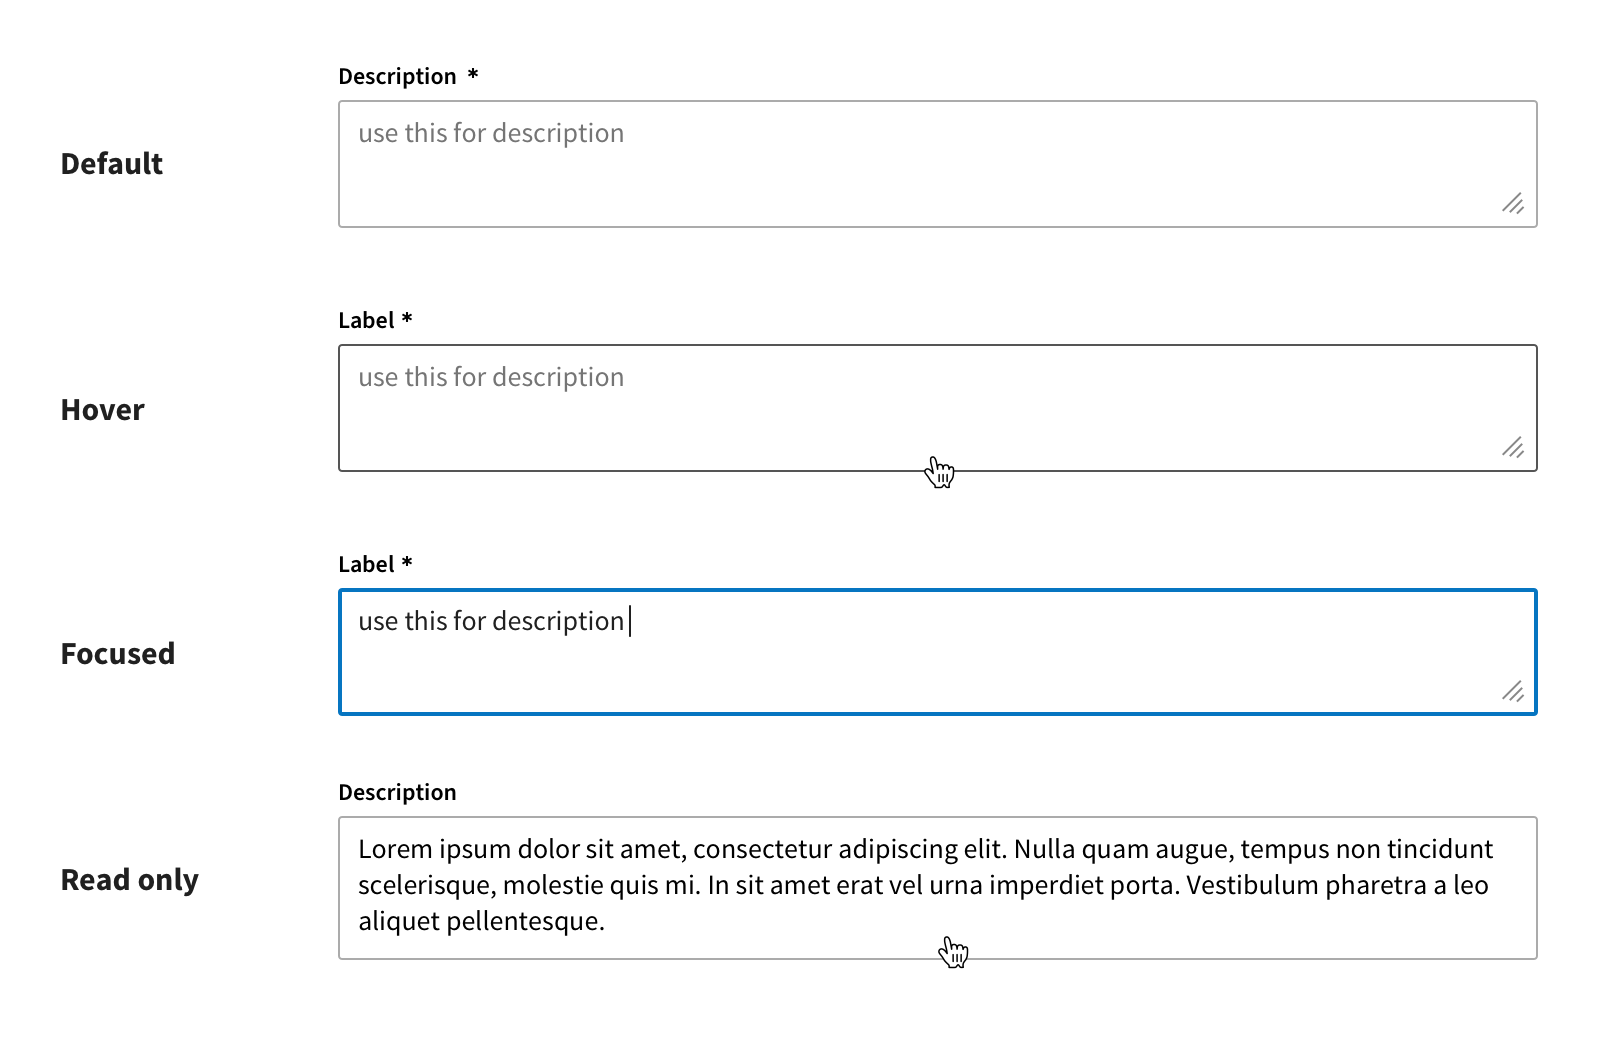 Description *
use this for description
Default
Label *
use this for description
Hover
Label *
use this for description
Focused
Description
Lorem ipsum dolor sit amet, consectetur adipiscing elit. Nulla quam augue, tempus non tincidunt
scelerisque, molestie quis mi. In sit amet erat vel urna imperdiet porta. Vestibulum pharetra a leo
aliquet pellentesque.
Read only